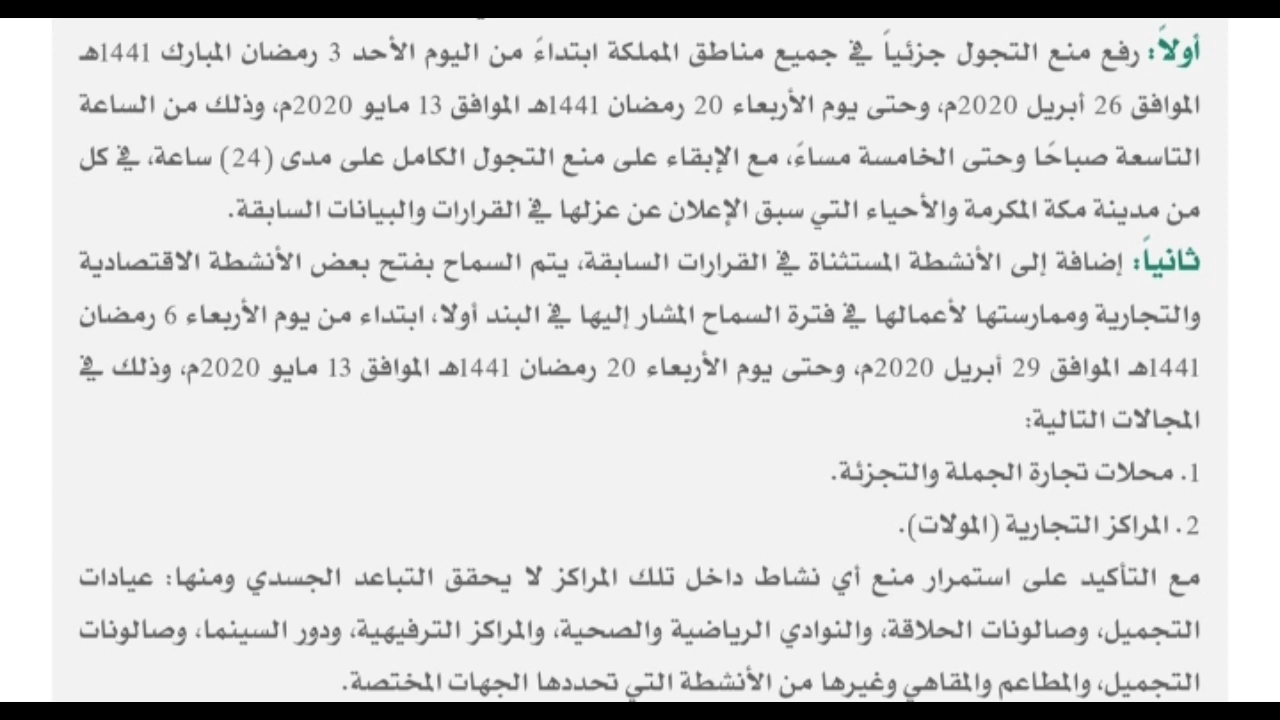 أولاً: رفع منع التجول جزئياً في جميع مناطق المملكة ابتداءً من اليوم الأحد 3 رمضان المبارك 1441هـ
الموافق 26 أبريل 2020م، وحتى يوم الأربعاء 20 رمضان 1441هـ الموافق 13 مايو 2020م، وذلك من الساعة
التاسعة صباحًا وحتى الخامسة مساءً، مع الإبقاء على منع التجول الكامل على مدى (24) ساعة، في كل
من مدينة مكة المكرمة والأحياء التي سبق الإعلان عن عزلها في القرارات والبيانات السابقة.
ثانياً: إضافة إلى الأنشطة المستثناة في القرارات السابقة، يتم السماح بفتح بعض الأنشطة الاقتصادية
والتجارية وممارستها لأعمالها في فترة السماح المشار إليها في البند أولا، ابتداء من يوم الأربعاء 6 رمضان
1441هـ الموافق 29 أبريل 2020م، وحتى يوم الأربعاء 20 رمضان 1441هـ الموافق 13 مايو 2020م، وذلك في
المجالات التالية:
1. محلات تجارة الجملة والتجزئة.
2. المراكز التجارية (المولات).
مع التأكيد على استمرار منع أي نشاط داخل تلك المراكز لا يحقق التباعد الجسدي ومنها: عيادات
التجميل، وصالونات الحلاقة، والنوادي الرياضية والصحية، والمراكز الترفيهية، ودور السينما، وصالونات
التجميل، والمطاعم والمقاهي وغيرها من الأنشطة التي تحددها الجهات المختصة.